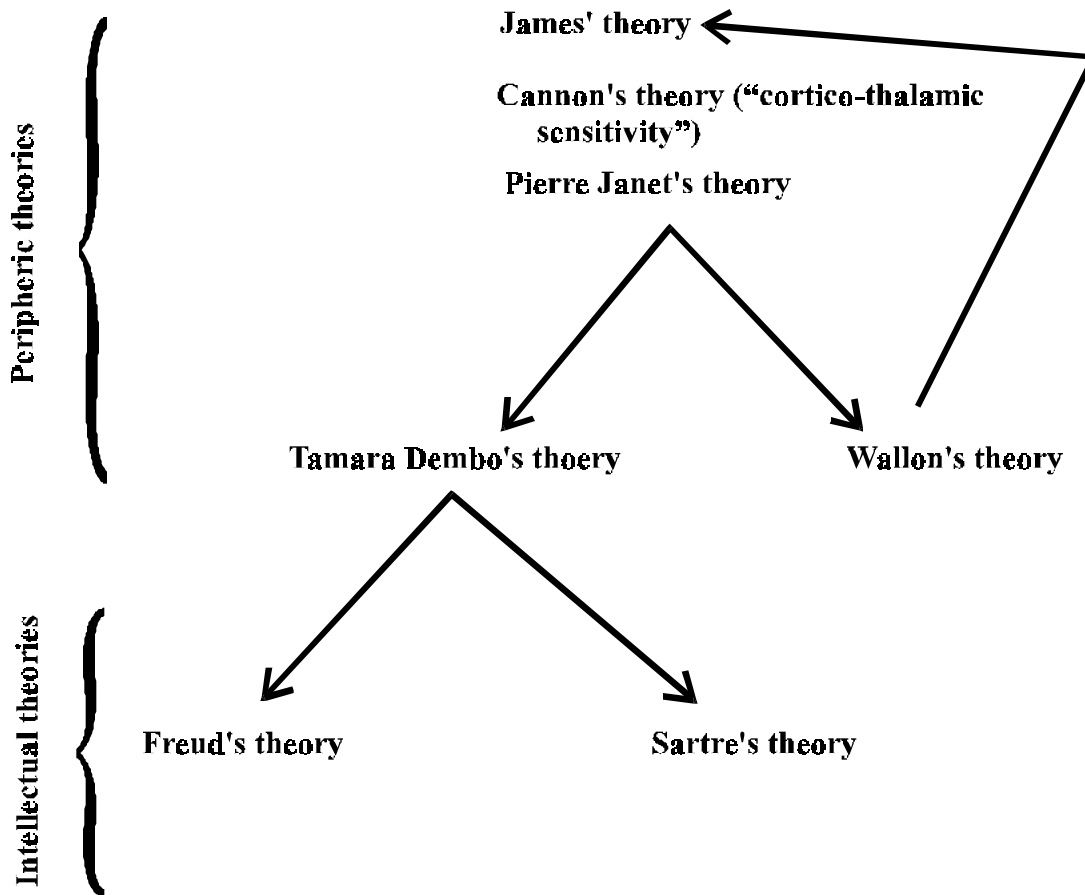 Peripheric theories
James' theory
Cannon's theory (“cortico-thalamic
sensitivity”)
Pierre Janet's theory
Tamara Dembo's thoery
Wallon's theory
Intellectual theories
Freud's theory
Sartre's theory